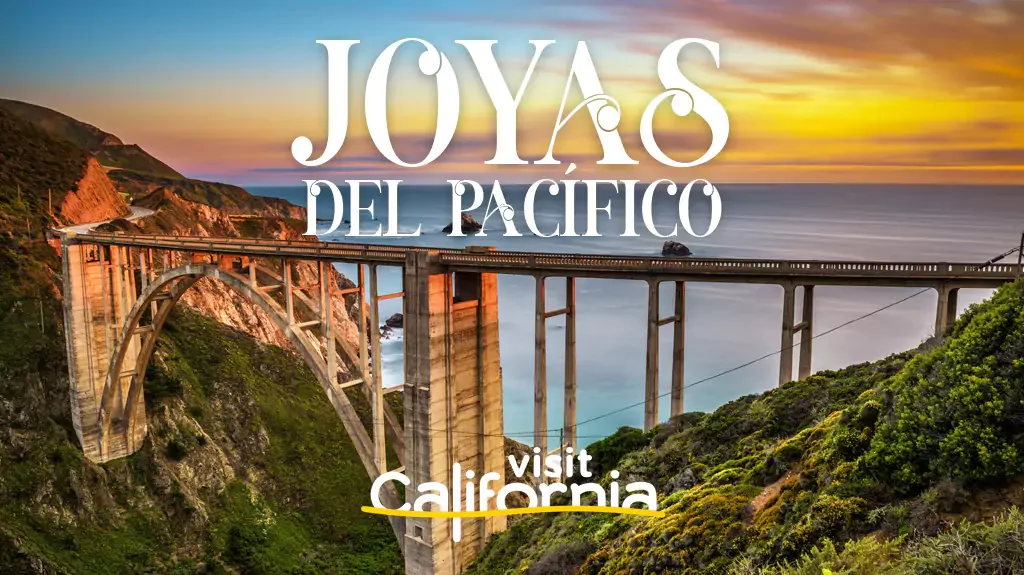 JOYAS
DEL PACÍFICO
visit
California